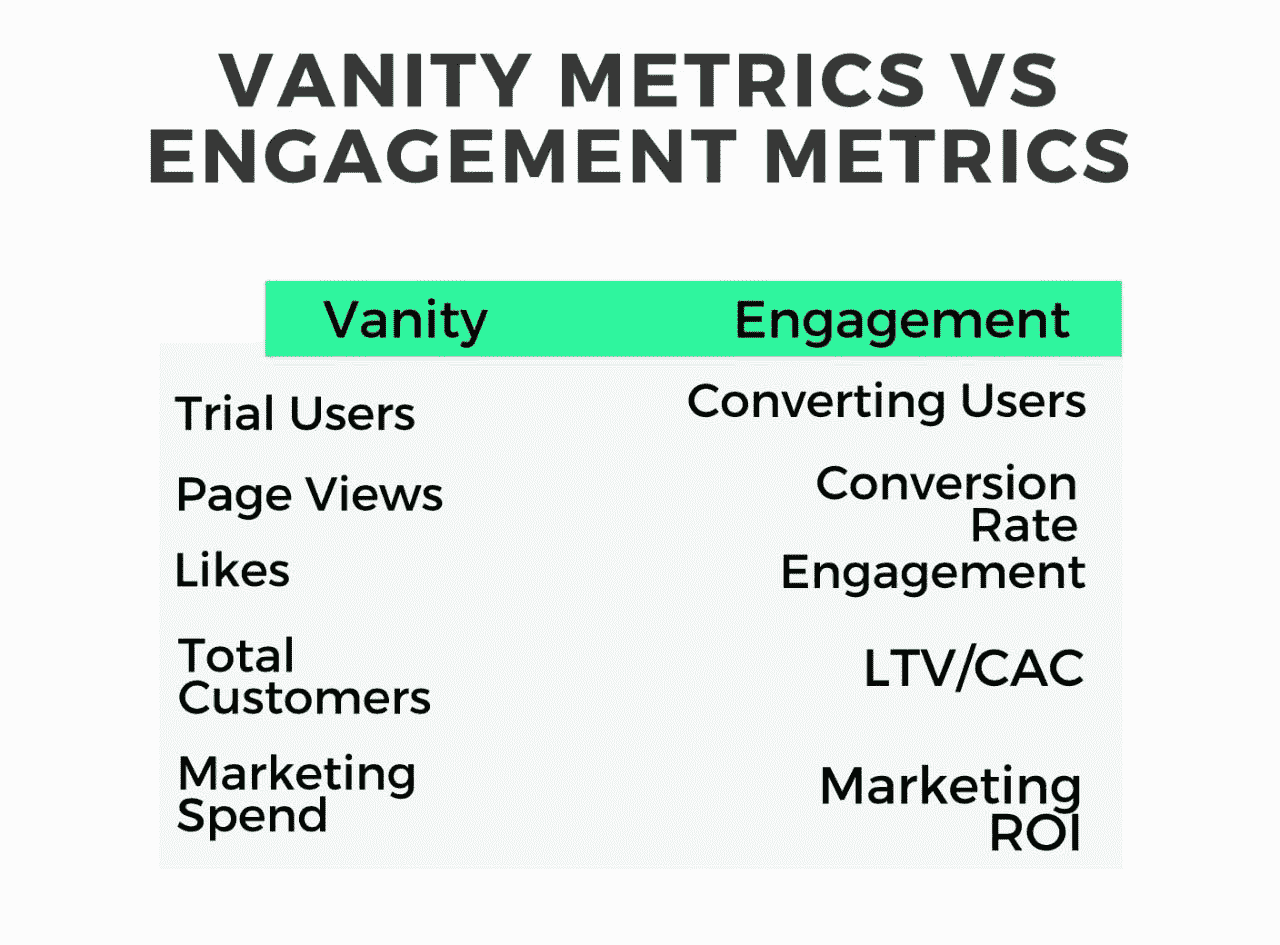 VANITY METRICS VS
ENGAGEMENT METRICS
Vanity Engagement
Trial Users Converting Users
Page Views Conversion
Rate
Likes Engagement
Total
Customers LTV/CAC
Marketing
Spend Marketing
ROI